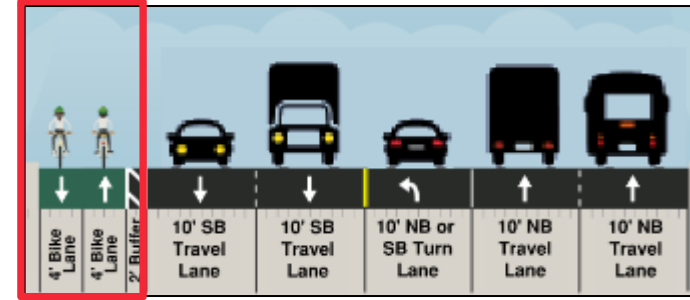 4' Bike
Lane
4' Bike
Lane
2' Buffer
10' SB
Travel
Lane
10' SB
Travel
Lane
10' NB or
SB Turn
Lane
10' NB
Travel
Lane
10' NB
Travel
Lane